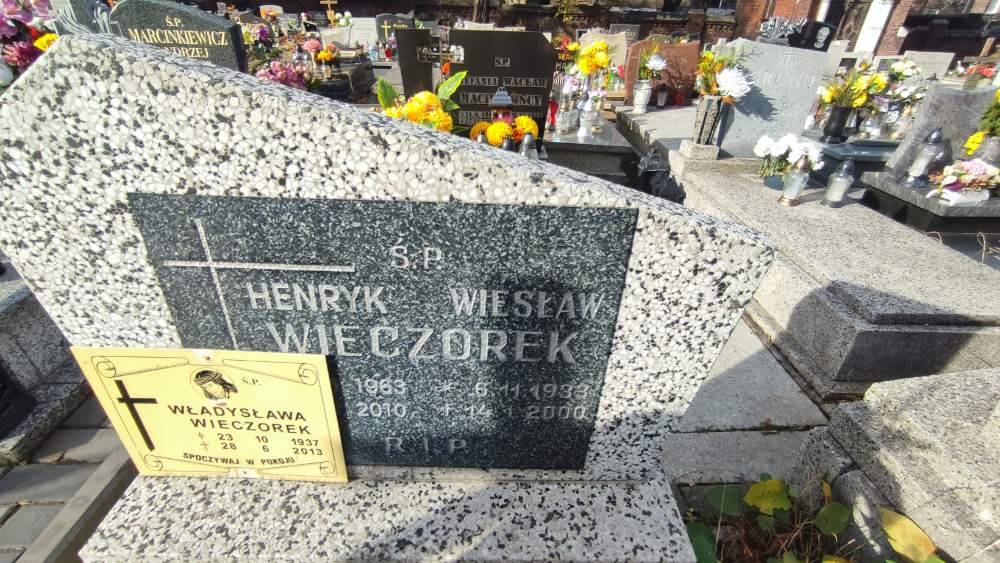 Ś.P.
MARCINKIEWICZ
Ś.P.
WACŁAW
Ś.P.
HENRYK WIESŁAW
WIECZOREK
1963 * 6 11 1933
2010 † 14 1 2000
R I P
Ś.P.
WŁADYSŁAWA
WIECZOREK
* 23 10 1937
† 28 6 2013
SPOCZYWAJ W POKOJU